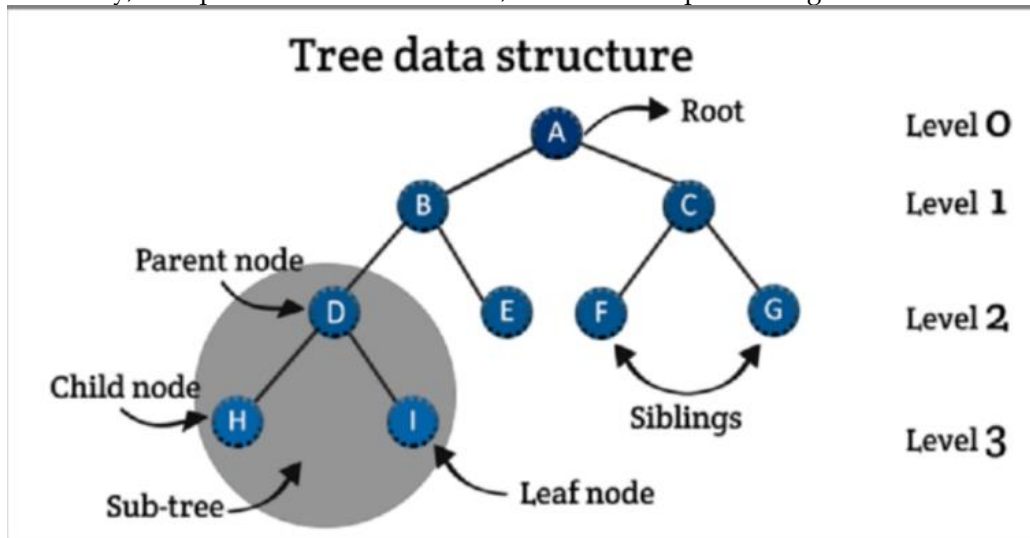 Tree data structure
A
Root
Level 0
B
C
Level 1
Parent node
D
E
F
G
Level 2
Child node
H
I
Siblings
Level 3
Sub-tree
Leaf node